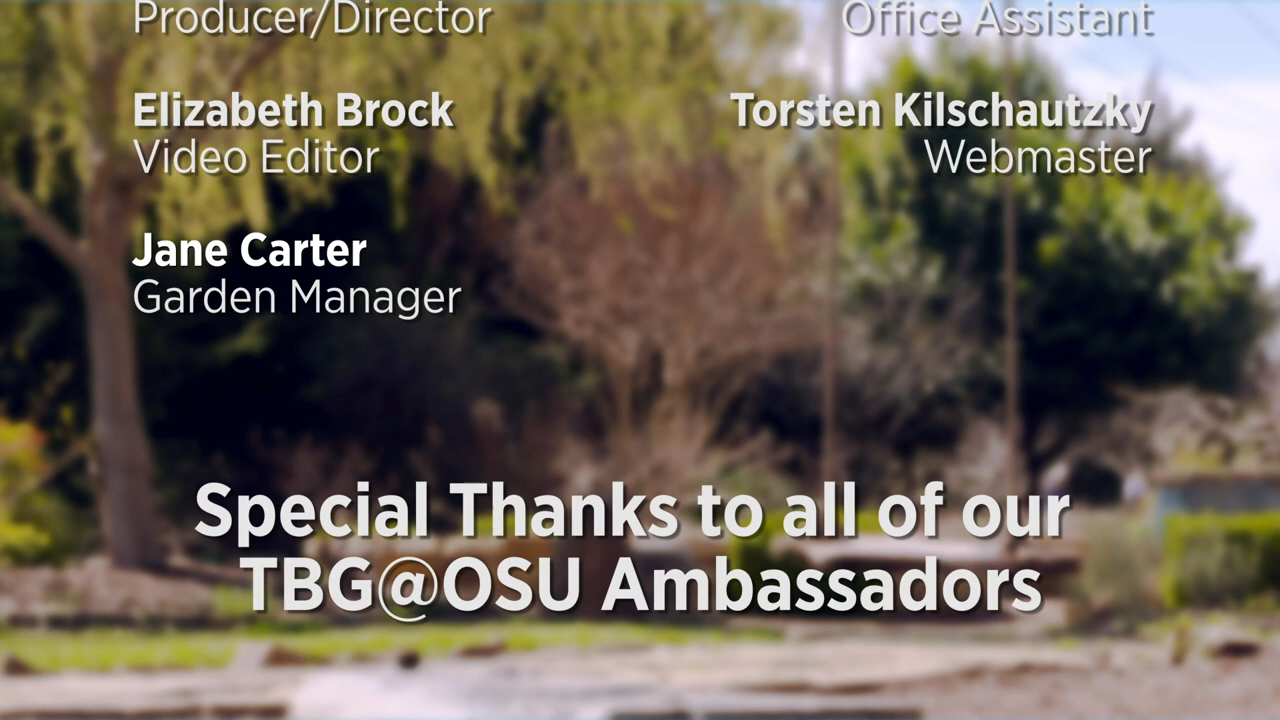 Producer/Director
Office Assistant
Elizabeth Brock
Video Editor
Torsten Kilschautzky
Webmaster
Jane Carter
Garden Manager
Special Thanks to all of our
TBG@OSU Ambassadors